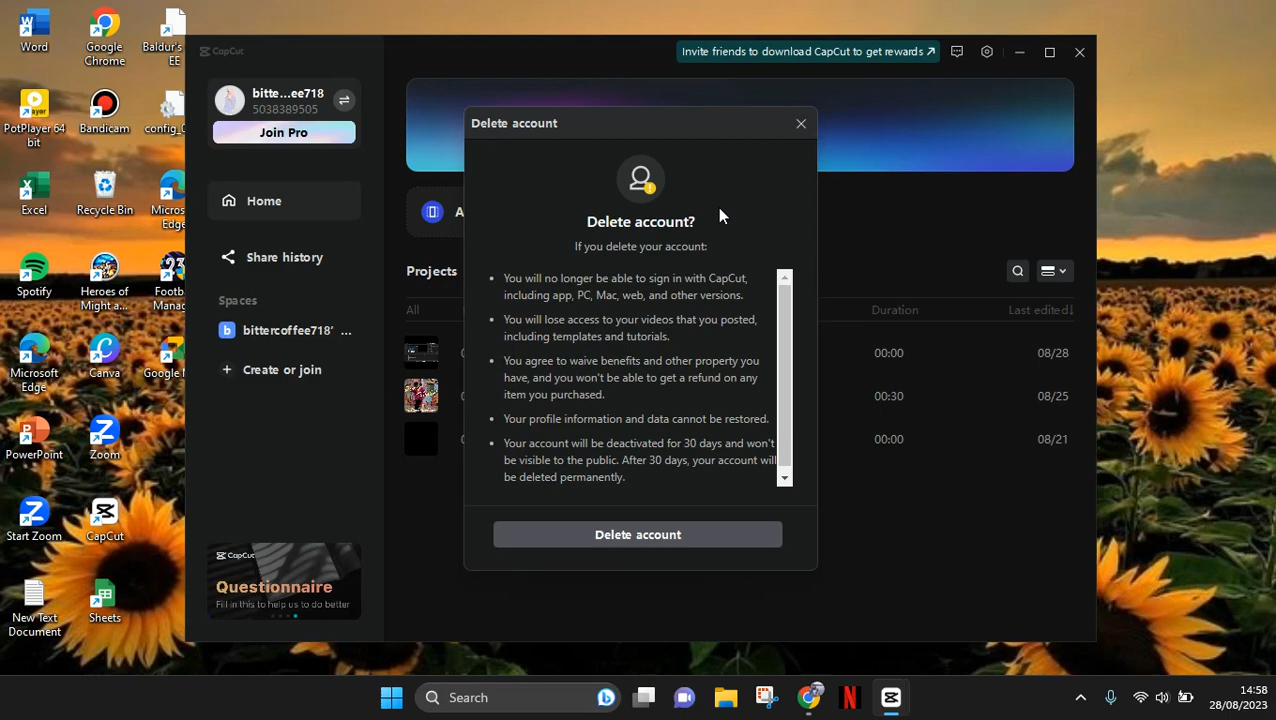 Word
Google
Chrome
Baldur's
EE
PotPlayer 64
bit
Bandicam
config_0
Excel
Recycle Bin
Micros
Edge
Spotify
Heroes of
Might a...
Footb
Manag
Microsoft
Edge
Canva
Google M
PowerPoint
Zoom
Start Zoom
CapCut
New Text
Document
Sheets
CapCut
Invite friends to download CapCut to get rewards
bitte...ee718
5038389505
Join Pro
Home
Share history
Spaces
b bittercoffee718' ...
+ Create or join
CapCut
Questionnaire
Fill in this to help us to do better
Projects
All
Duration
Last edited
00:00
08/28
00:30
08/25
00:00
08/21
Delete account
Delete account?
If you delete your account:
• You will no longer be able to sign in with CapCut,
including app, PC, Mac, web, and other versions.
• You will lose access to your videos that you posted,
including templates and tutorials.
• You agree to waive benefits and other property you
have, and you won't be able to get a refund on any
item you purchased.
• Your profile information and data cannot be restored.
• Your account will be deactivated for 30 days and won't
be visible to the public. After 30 days, your account will
be deleted permanently.
Delete account
Search
14:58
28/08/2023